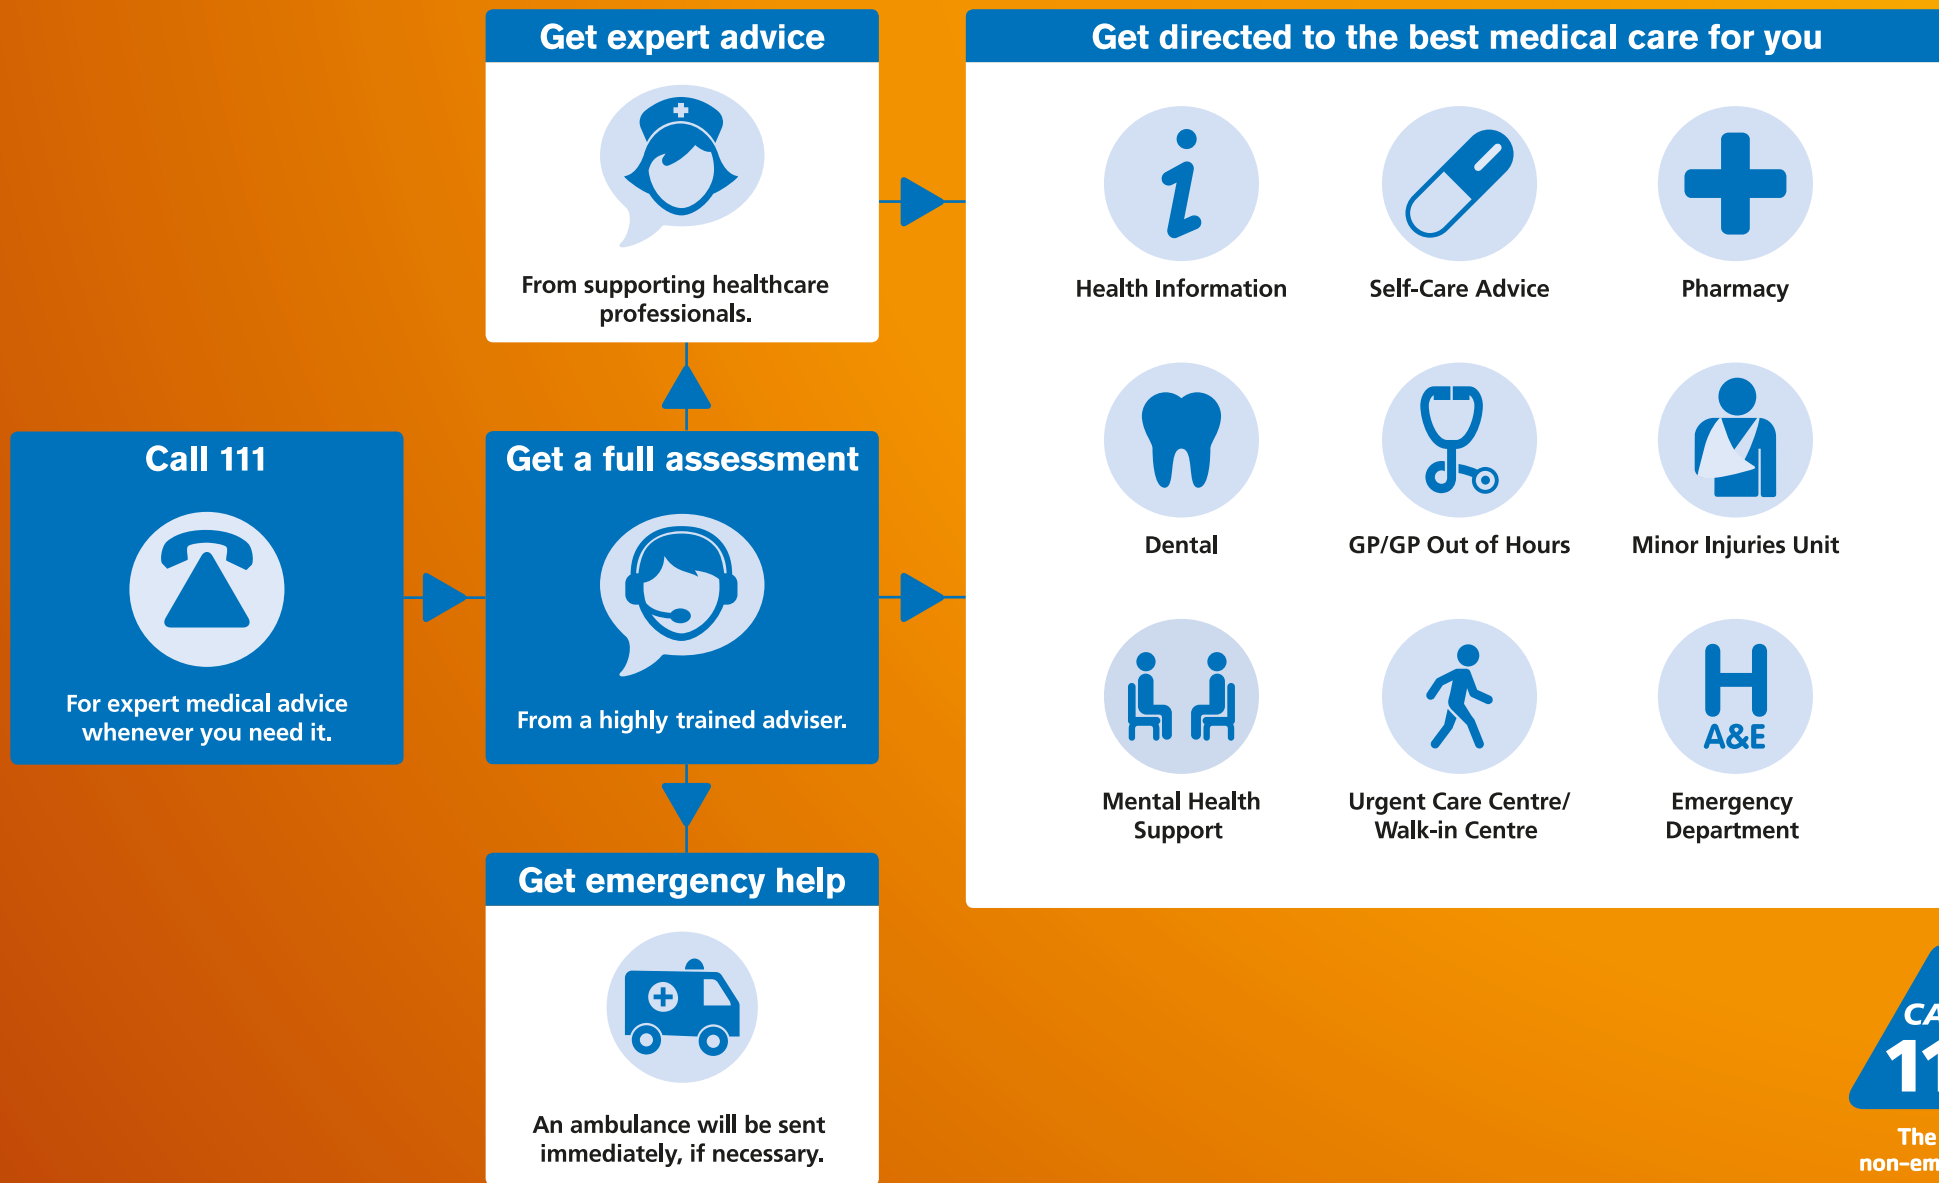 Get expert advice
From supporting healthcare
professionals.
Get directed to the best medical care for you
Health Information
Self-Care Advice
Pharmacy
Dental
GP/GP Out of Hours
Minor Injuries Unit
Mental Health
Support
Urgent Care Centre/
Walk-in Centre
H
A&E
Emergency
Department
Call 111
For expert medical advice
whenever you need it.
Get a full assessment
From a highly trained adviser.
Get emergency help
An ambulance will be sent
immediately, if necessary.
The